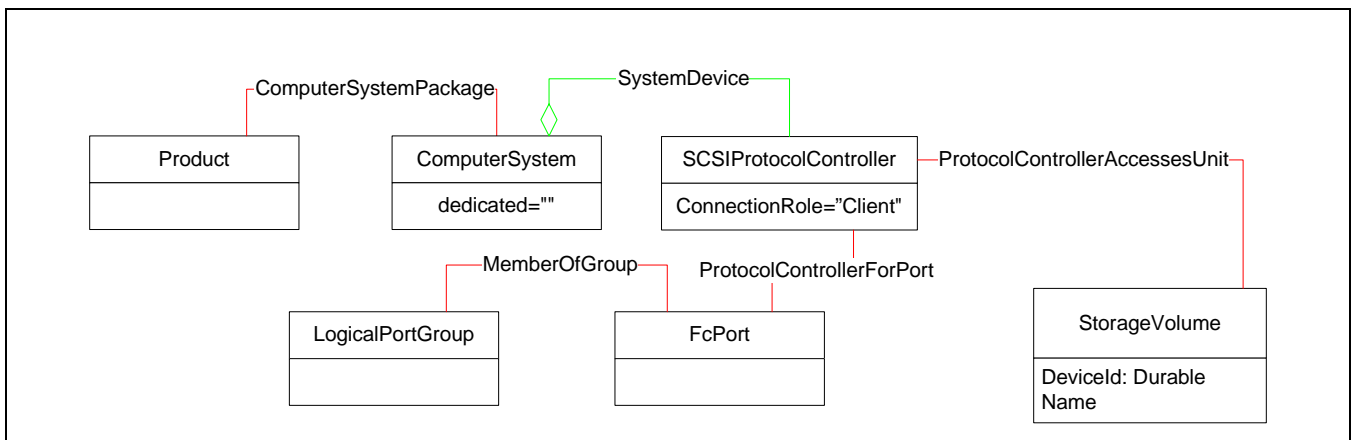 ComputerSystemPackage
SystemDevice
Product
ComputerSystem
dedicated=""
SCSIProtocolController
ConnectionRole=”Client"
ProtocolControllerAccessesUnit
MemberOfGroup
ProtocolControllerForPort
LogicalPortGroup
FcPort
StorageVolume
DeviceId: Durable
Name